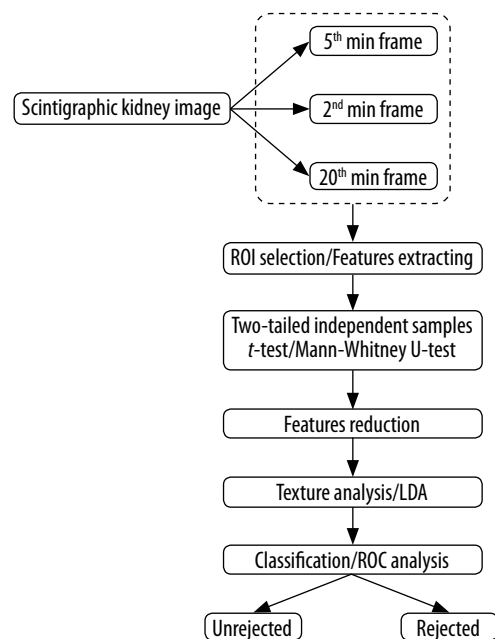 5th min frame
Scintigraphic kidney image
2nd min frame
20th min frame
ROI selection/Features extracting
Two-tailed independent samples
t-test/Mann-Whitney U-test
Features reduction
Texture analysis/LDA
Classification/ROC analysis
Unrejected
Rejected